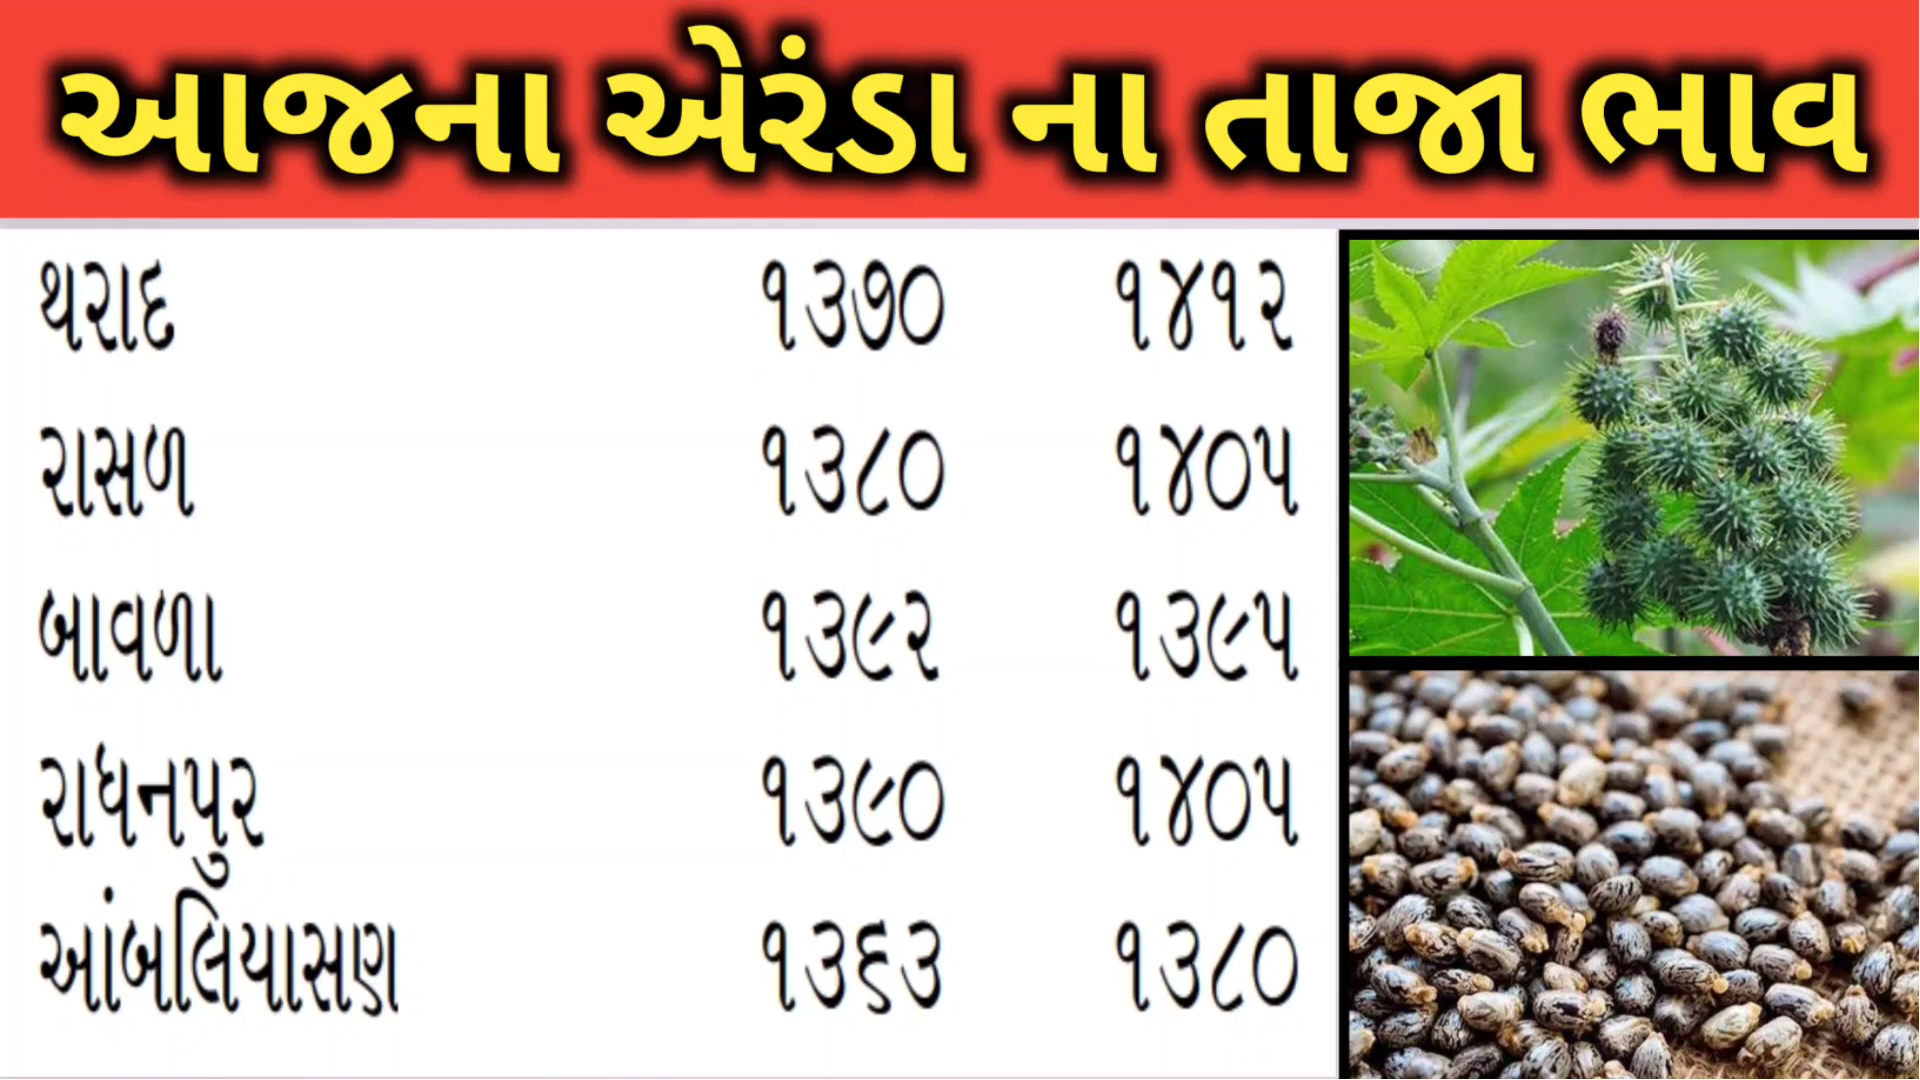 આજના એરંડા ના તાજા ભાવ
થરાદ ૧૩૭૦ ૧૪૧૨
રાસળ ૧૩૮૦ ૧૪૦૫
બાવળા ૧૩૯૨ ૧૩૯૫
રાધનપુર ૧૩૯૦ ૧૪૦૫
આંબલિયાસણ ૧૩૬૩ ૧૩૮૦